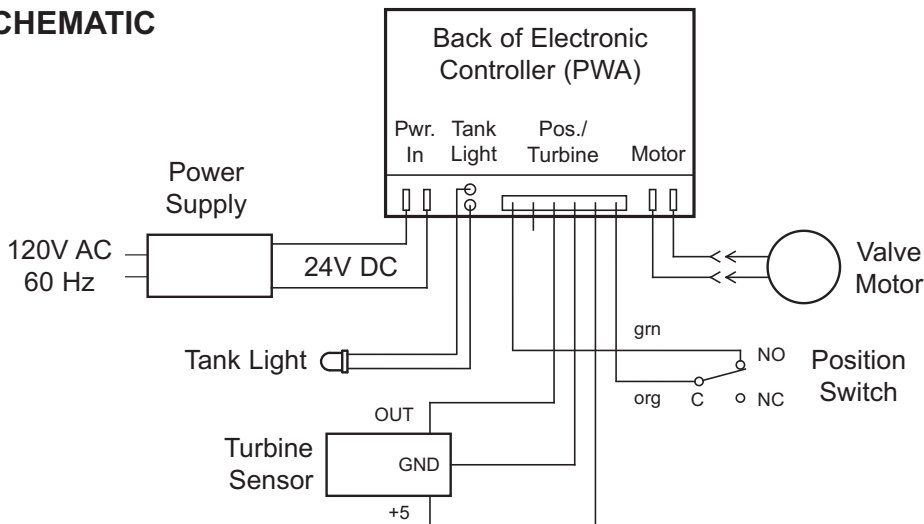 CHEMATIC
Back of Electronic
Controller (PWA)
Pwr.
In
Tank
Light
Pos./
Turbine
Motor
Power
Supply
120V AC
60 Hz
24V DC
Valve
Motor
grn
NO
Position
Switch
Tank Light
org
C
NC
OUT
Turbine
Sensor
GND
+5